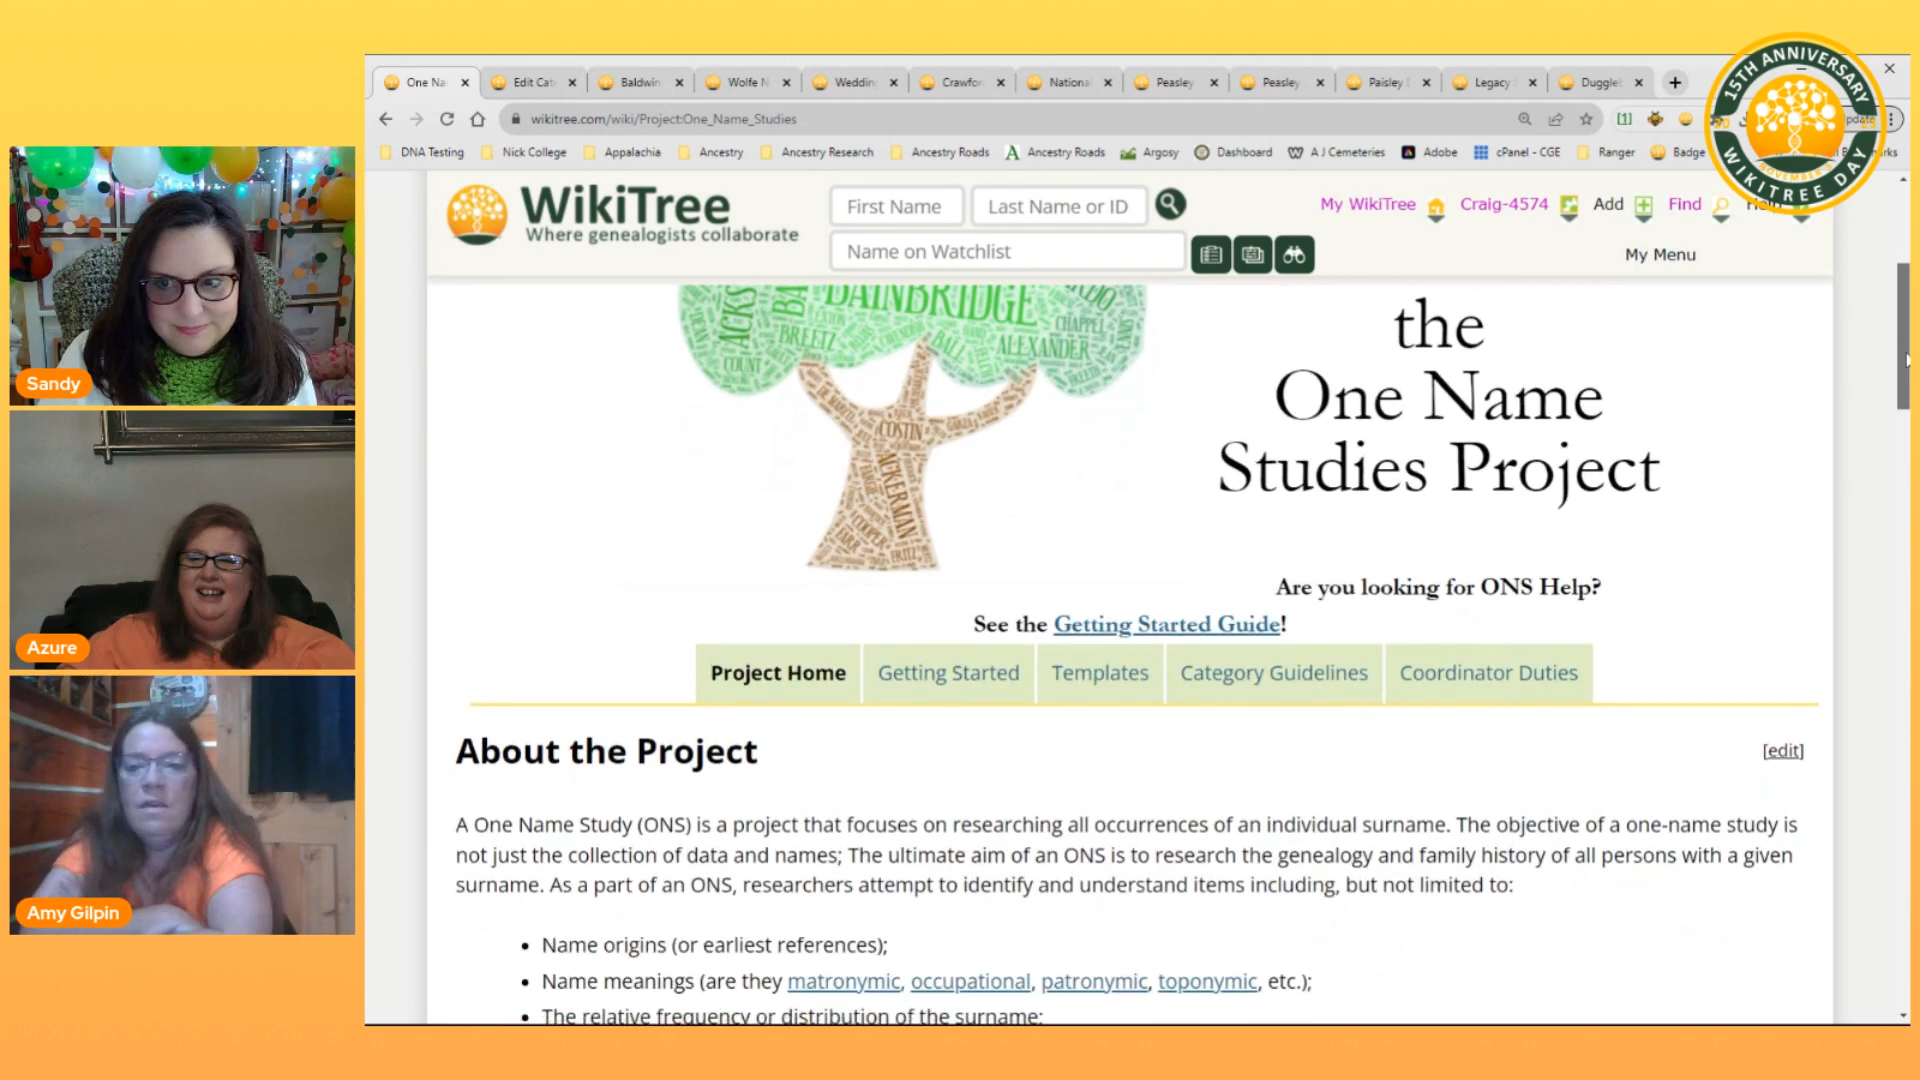 One Na
Edit Cat
Baldwin
Wolfe N
Weddin
Crawfor
Nationa
Peasley
Peasley
Paisley
Legacy
Duggle
wikitree.com/wiki/Project:One_Name_Studies
[1]
DNA Testing
Nick College
Appalachia
Ancestry
Ancestry Research
Ancestry Roads
Ancestry Roads
Argosy
Dashboard
A J Cemeteries
Adobe
cPanel - CGE
Ranger
Badge
15TH ANNIVERSARY
NOVEMBER 5
WIKITREE DAY
WikiTree
Where genealogists collaborate
First Name
Last Name or ID
Name on Watchlist
My WikiTree
Craig-4574
Add
Find
Help
My Menu
BAINBRIDGE
ACKS
BREETZ
BALL
ALEXANDER
CHAPPEL
COUNT
COSTIN
ACKERMAN
COOPER
FRITZ
the
One Name
Studies Project
Are you looking for ONS Help?
See the Getting Started Guide!
Project Home
Getting Started
Templates
Category Guidelines
Coordinator Duties
About the Project
[edit]
A One Name Study (ONS) is a project that focuses on researching all occurrences of an individual surname. The objective of a one-name study is
not just the collection of data and names; The ultimate aim of an ONS is to research the genealogy and family history of all persons with a given
surname. As a part of an ONS, researchers attempt to identify and understand items including, but not limited to:
• Name origins (or earliest references);
• Name meanings (are they matronymic, occupational, patronymic, toponymic, etc.);
• The relative frequency or distribution of the surname;
Sandy
Azure
Amy Gilpin